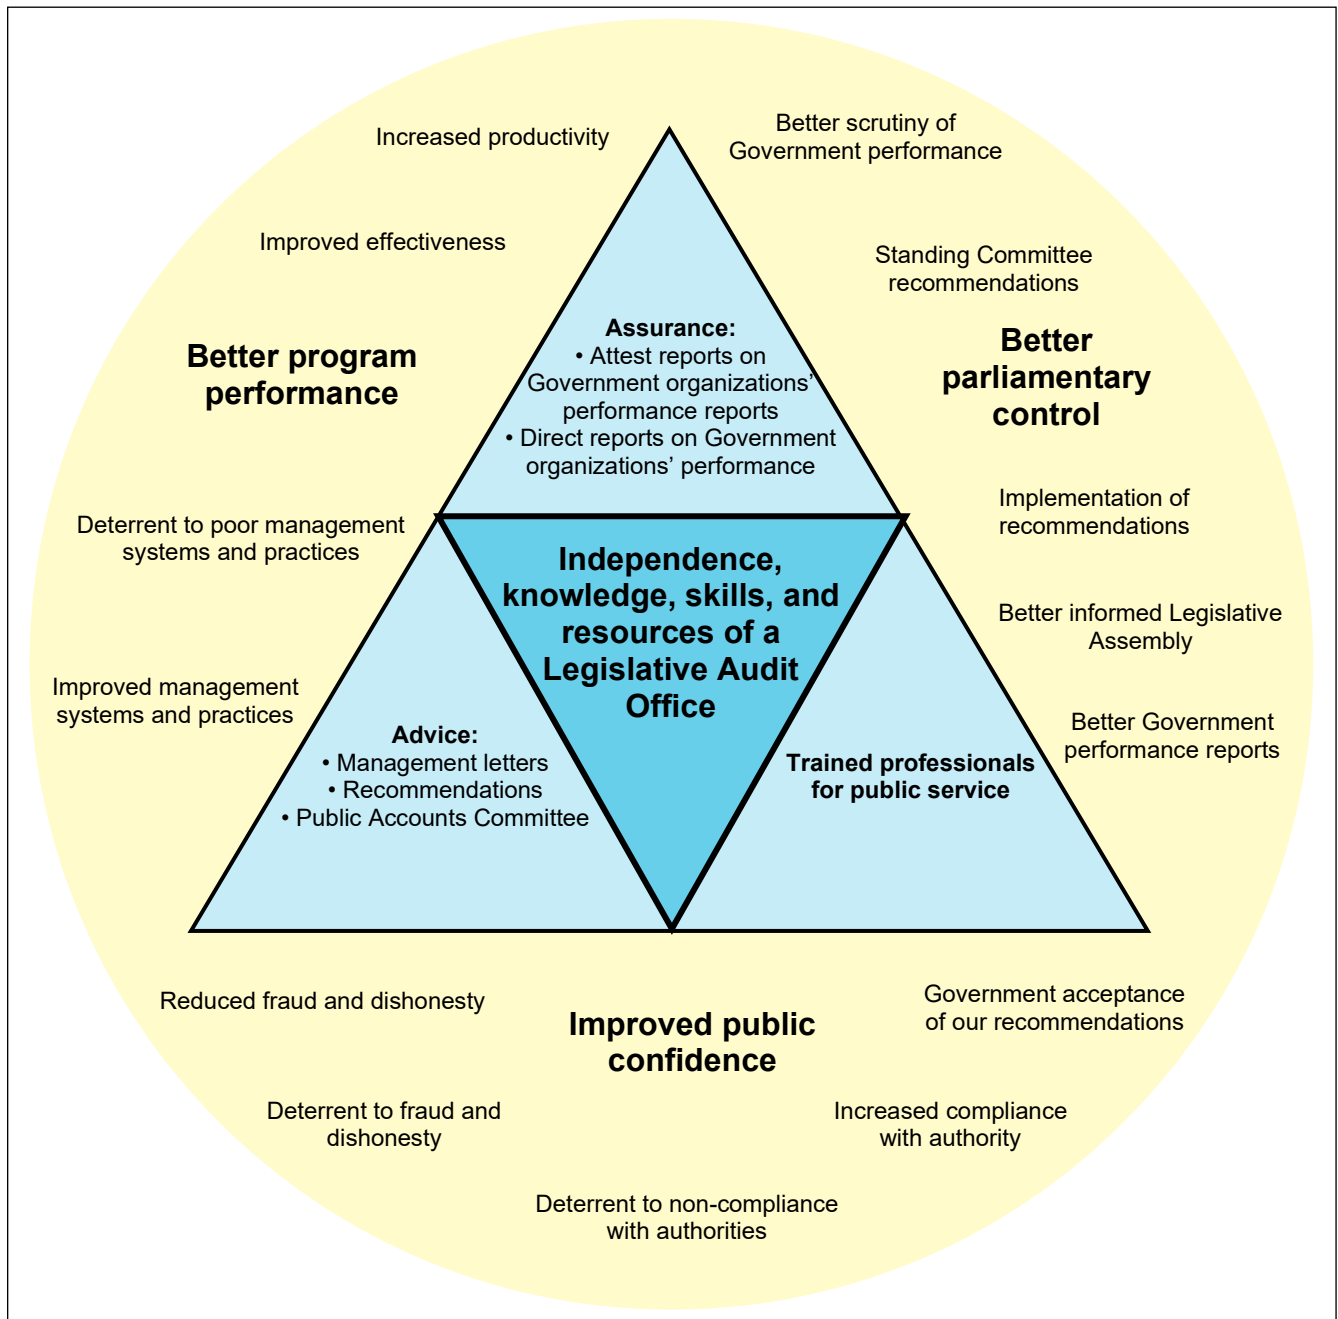 Increased productivity
Better scrutiny of
Government performance
Improved effectiveness
Standing Committee
recommendations
Better program
performance
Better
parliamentary
control
Assurance:
• Attest reports on
Government organizations’
performance reports
• Direct reports on Government
organizations’ performance
Deterrent to poor management
systems and practices
Implementation of
recommendations
Independence,
knowledge, skills, and
resources of a
Legislative Audit
Office
Better informed Legislative
Assembly
Improved management
systems and practices
Better Government
performance reports
Advice:
• Management letters
• Recommendations
• Public Accounts Committee
Trained professionals
for public service
Reduced fraud and dishonesty
Improved public
confidence
Government acceptance
of our recommendations
Deterrent to fraud and
dishonesty
Increased compliance
with authority
Deterrent to non-compliance
with authorities